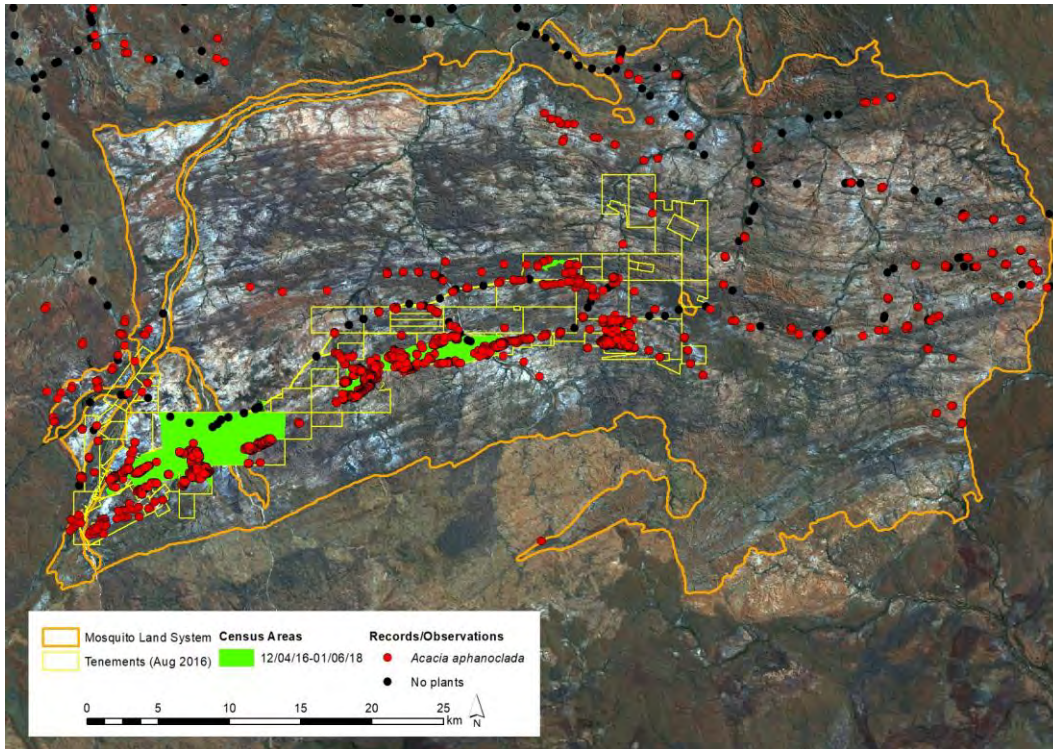 Mosquito Land System
Tenements (Aug 2016)
Census Areas
12/04/16-01/06/18
Records/Observations
Acacia aphanoclada
No plants
0 5 10 15 20 25
km
N